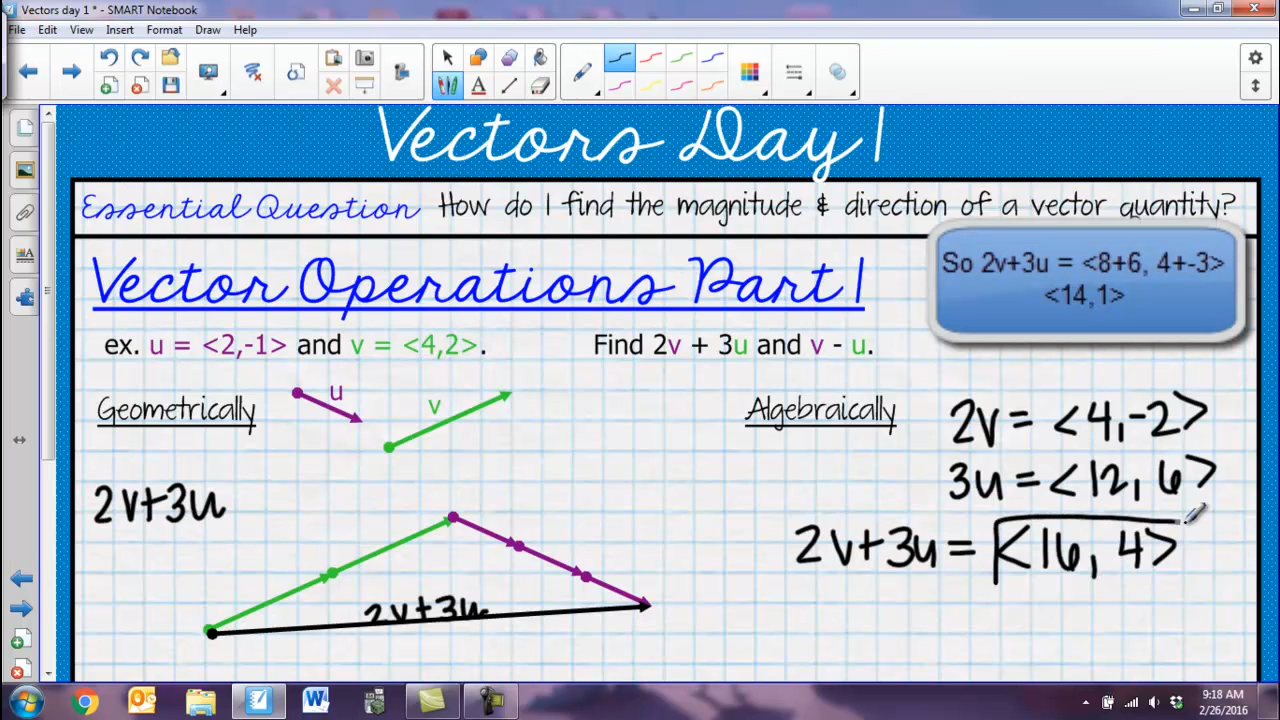 Vectors day 1 * - SMART Notebook
File Edit View Insert Format Draw Help
Vectors Day 1
Essential Question How do I find the magnitude & direction of a vector quantity?
So 2v+3u = <8+6, 4+-3>
<14,1>
Vector Operations Part 1
ex. u = <2,-1> and v = <4,2>. Find 2v + 3u and v - u.
Geometrically
u
v
Algebraically
2v = <4,-2>
3u = <12, 6>
2v+3u
2v+3u = <16, 4>
2v+3u
9:18 AM
2/26/2016